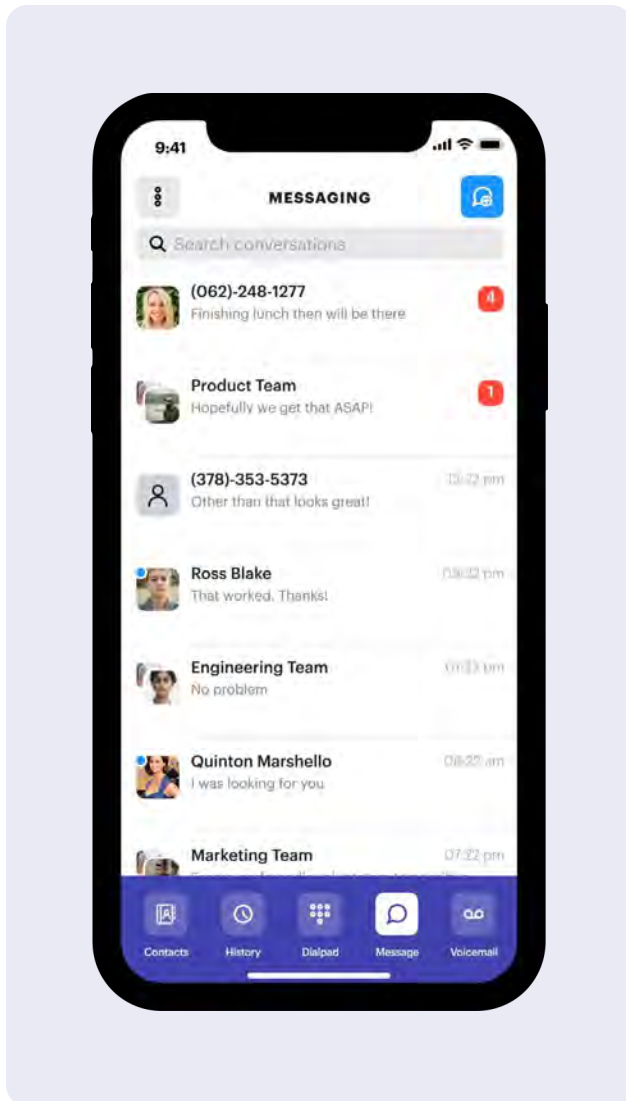 9:41
MESSAGING
Search conversations
(062)-248-1277
4
Finishing lunch then will be there
Product Team
1
Hopefully we get that ASAP!
(378)-353-5373
pm
Other than that looks great!
Ross Blake
pm
That worked. Thanks!
Engineering Team
pm
No problem
Quinton Marshello
08:22 am
I was looking for you
Marketing Team
07:22 pm
Contacts
History
Dialpad
Message
Voicemail